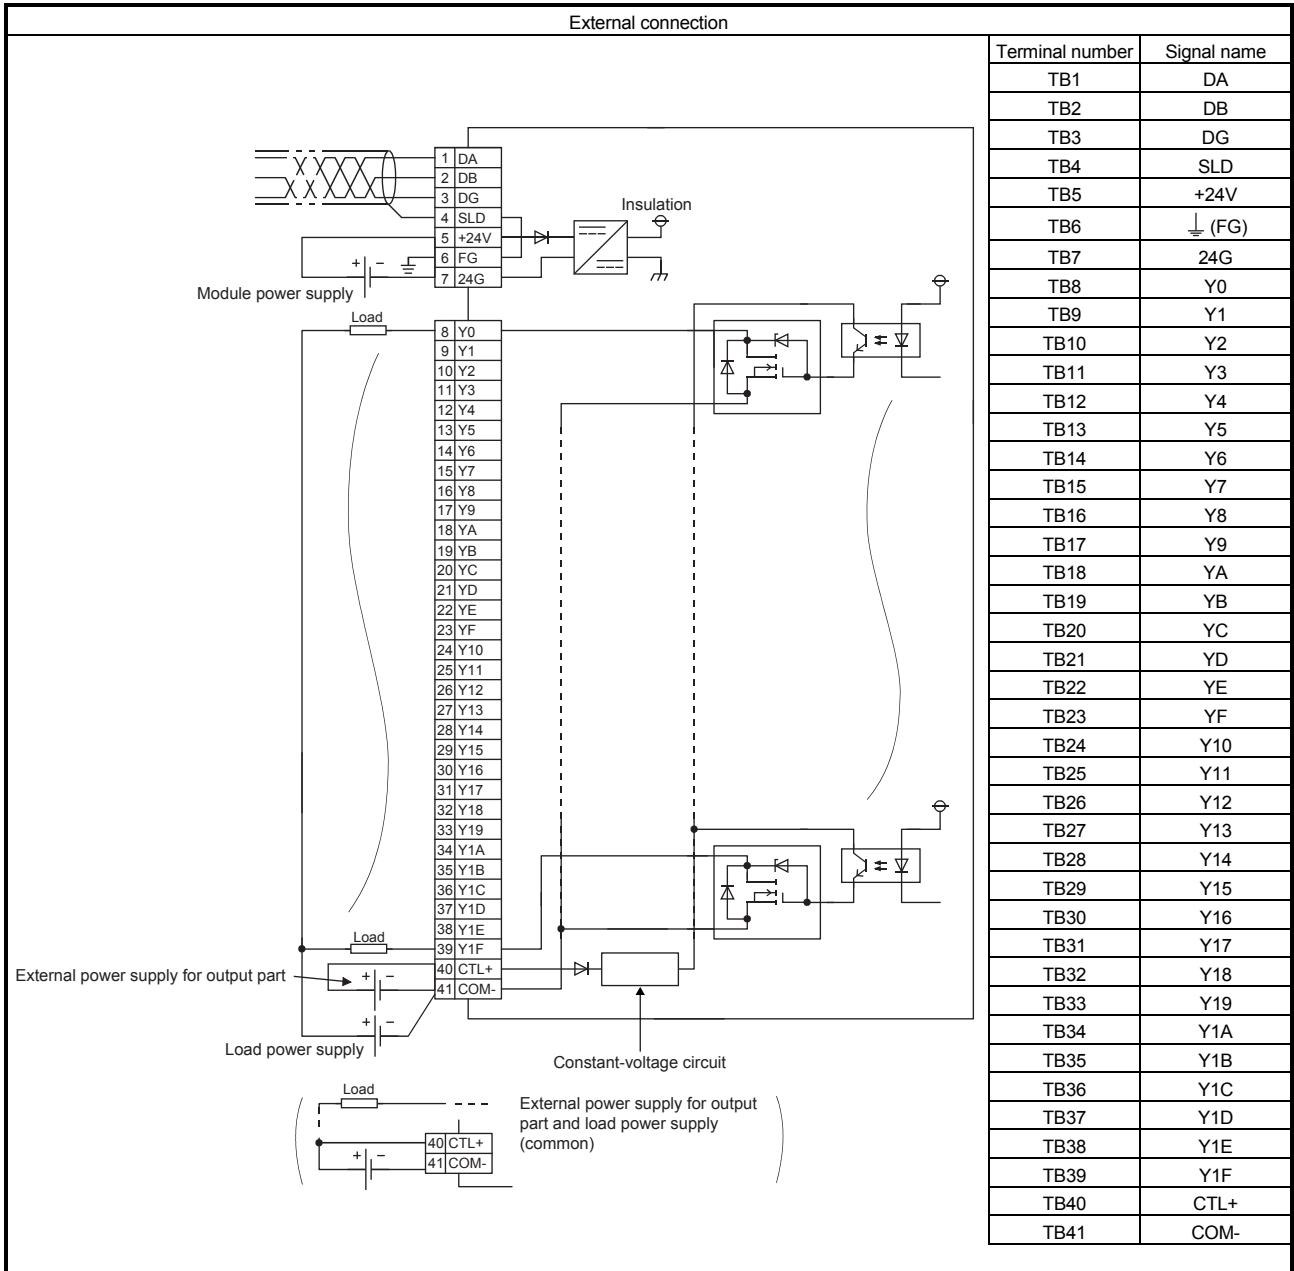 External connection
1 DA
2 DB
3 DG
4 SLD
5 +24V
6 FG
7 24G
Insulation
+ −
Module power supply
Load
8 Y0
9 Y1
10 Y2
11 Y3
12 Y4
13 Y5
14 Y6
15 Y7
16 Y8
17 Y9
18 YA
19 YB
20 YC
21 YD
22 YE
23 YF
24 Y10
25 Y11
26 Y12
27 Y13
28 Y14
29 Y15
30 Y16
31 Y17
32 Y18
33 Y19
34 Y1A
35 Y1B
36 Y1C
37 Y1D
38 Y1E
39 Y1F
40 CTL+
41 COM-
Load
External power supply for output part
+ −
+ −
Load power supply
Constant-voltage circuit
Load
40 CTL+
41 COM-
+ −
External power supply for output
part and load power supply
(common)
Terminal number Signal name
TB1 DA
TB2 DB
TB3 DG
TB4 SLD
TB5 +24V
TB6 (FG)
TB7 24G
TB8 Y0
TB9 Y1
TB10 Y2
TB11 Y3
TB12 Y4
TB13 Y5
TB14 Y6
TB15 Y7
TB16 Y8
TB17 Y9
TB18 YA
TB19 YB
TB20 YC
TB21 YD
TB22 YE
TB23 YF
TB24 Y10
TB25 Y11
TB26 Y12
TB27 Y13
TB28 Y14
TB29 Y15
TB30 Y16
TB31 Y17
TB32 Y18
TB33 Y19
TB34 Y1A
TB35 Y1B
TB36 Y1C
TB37 Y1D
TB38 Y1E
TB39 Y1F
TB40 CTL+
TB41 COM-